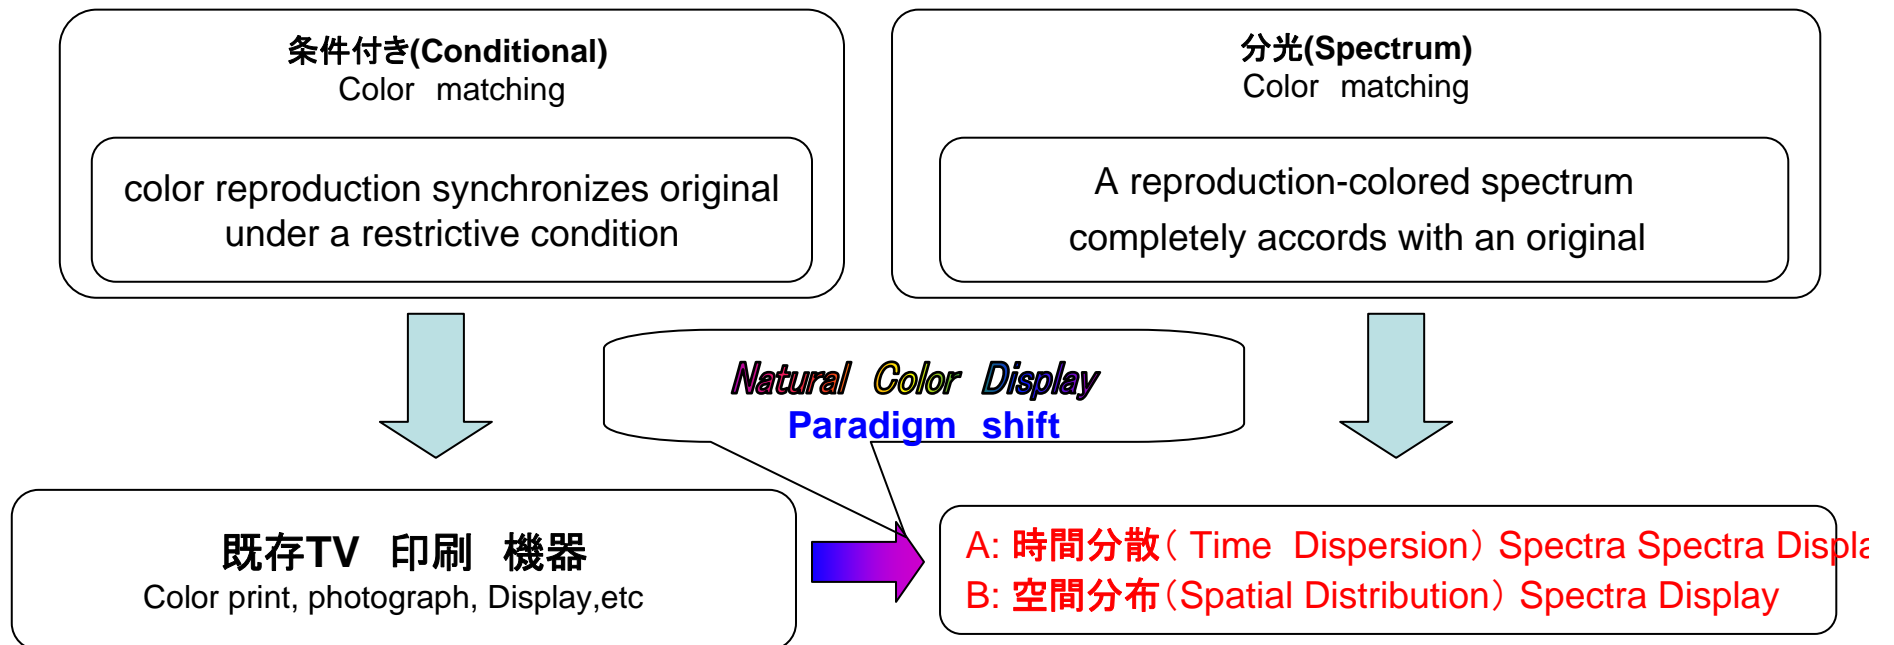 条件付き(Conditional)
Color matching
color reproduction synchronizes original
under a restrictive condition
分光(Spectrum)
Color matching
A reproduction-colored spectrum
completely accords with an original
Natural Color Display
Paradigm shift
既存TV 印刷 機器
Color print, photograph, Display,etc
A: 時間分散( Time Dispersion) Spectra Spectra Displa
B: 空間分布(Spatial Distribution) Spectra Display